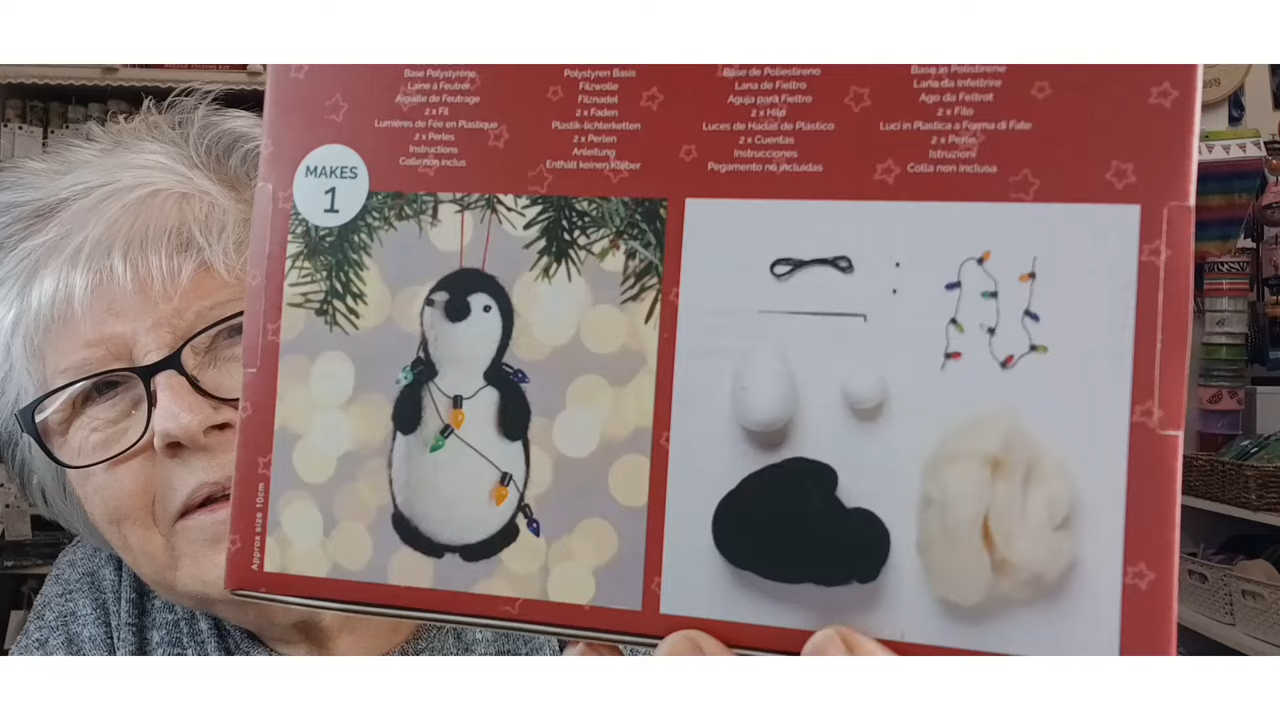 Base Polystyrène
Laine à Feutrer
Aiguille de Feutrage
2 x Fil
Lumières de Fée en Plastique
2 x Perles
Instructions
Colle non inclus
Polystyren Basis
Filzwolle
Filznadel
2 x Faden
Plastik-lichterketten
2 x Perlen
Anleitung
Enthält keinen Kleber
Base de Poliestireno
Lana de Fieltro
Aguja para Fieltro
2 x Hilo
Luces de Hadas de Plástico
2 x Cuentas
Instrucciones
Pegamento no incluidas
Base in Polistirene
Lana da Infeltrire
Ago da Feltrot
2 x Filo
Luci in Plastica a Forma di Fate
2 x Perle
Istruzioni
Colla non inclusa
MAKES
1
Approx size 10cm